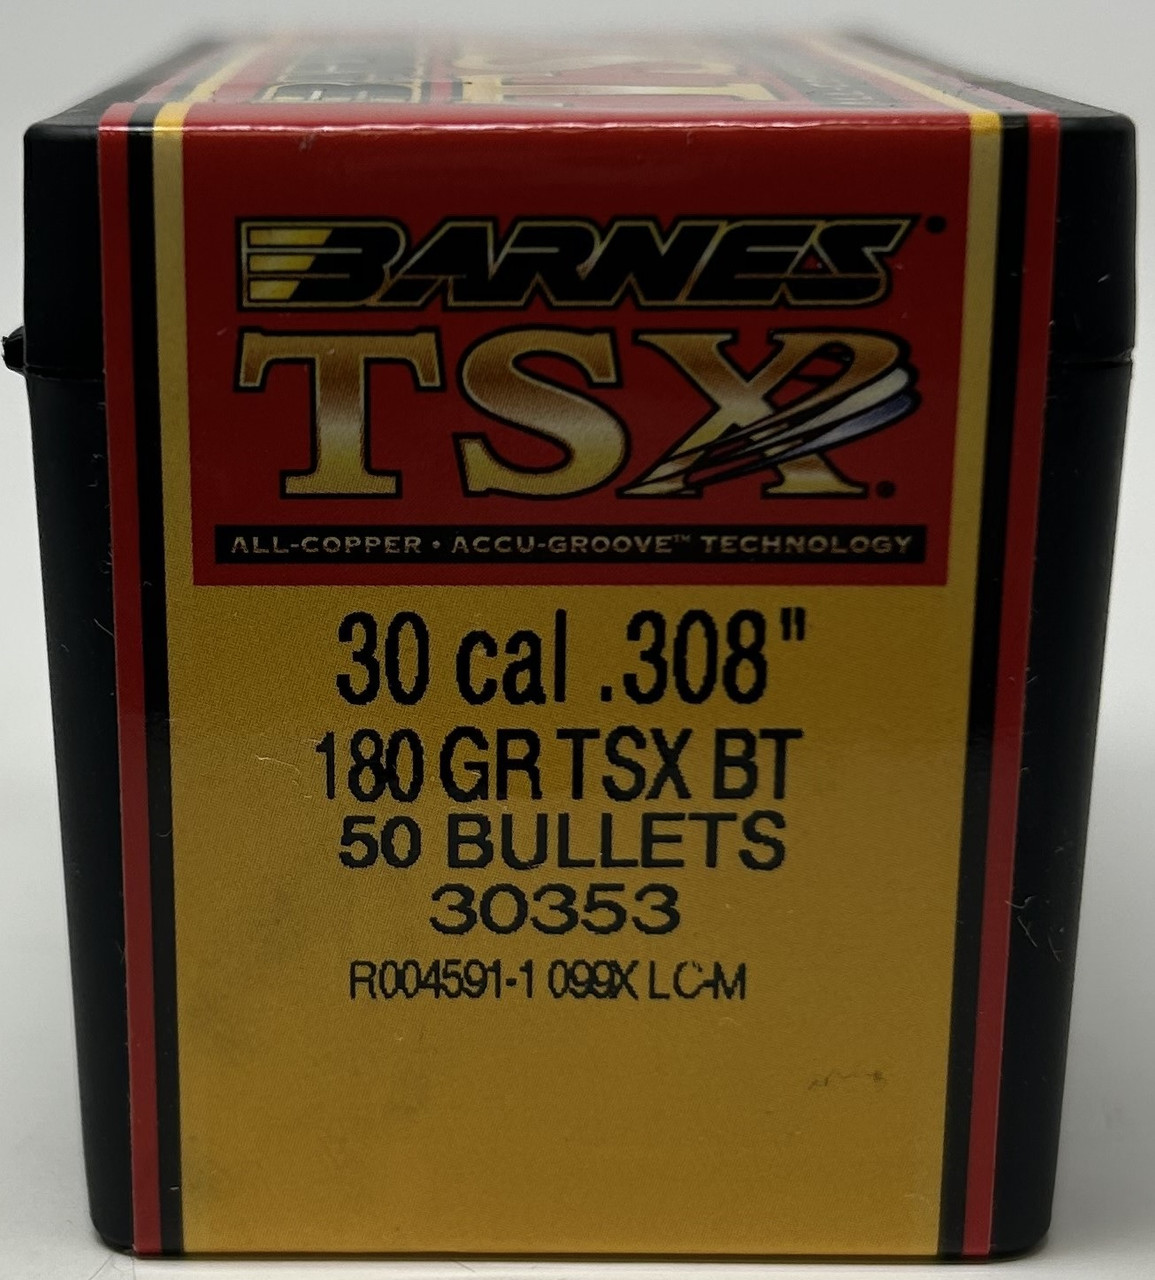 BARNES
TSX
ALL-COPPER • ACCU-GROOVE™ TECHNOLOGY
30 cal .308"
180 GR TSX BT
50 BULLETS
30353
R004591-1 099X LC-M